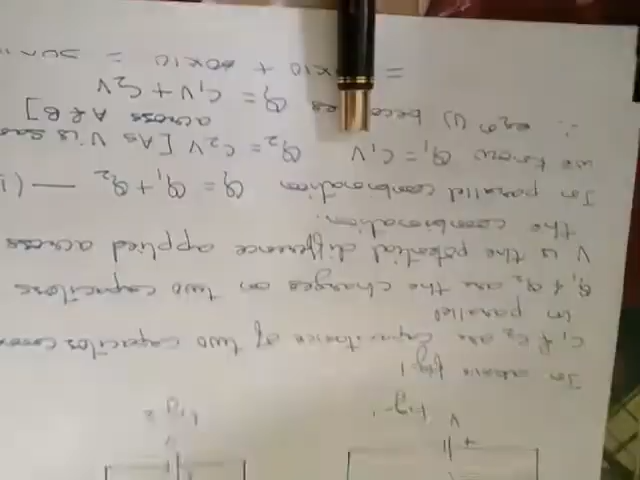 V
Fig-1
Fig-2
In above fig-1
C1 & C2 are capacitance of two capacitors
in parallel
Q1 & Q2 are the charges on two capacitors
V is the potential difference applied across
the combination.
In parallel combination Q = Q1 + Q2 — (1)
we know Q1 = C1V Q2 = C2V [As V is
across A & B]
∴ eqn (1) Q = C1V + C2V
=